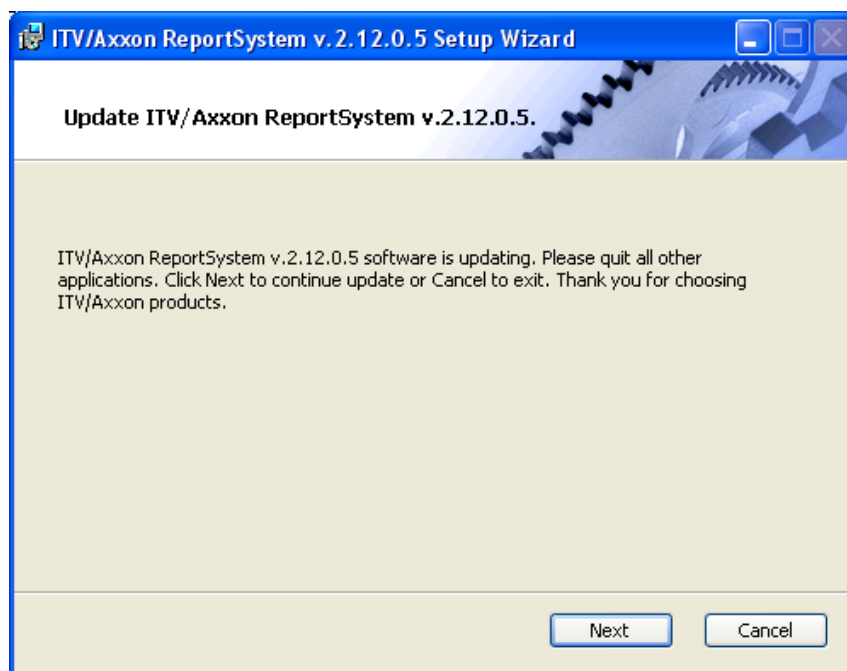 ITV/Axxon ReportSystem v.2.12.0.5 Setup Wizard
Update ITV/Axxon ReportSystem v.2.12.0.5.
ITV/Axxon ReportSystem v.2.12.0.5 software is updating. Please quit all other
applications. Click Next to continue update or Cancel to exit. Thank you for choosing
ITV/Axxon products.
Next
Cancel